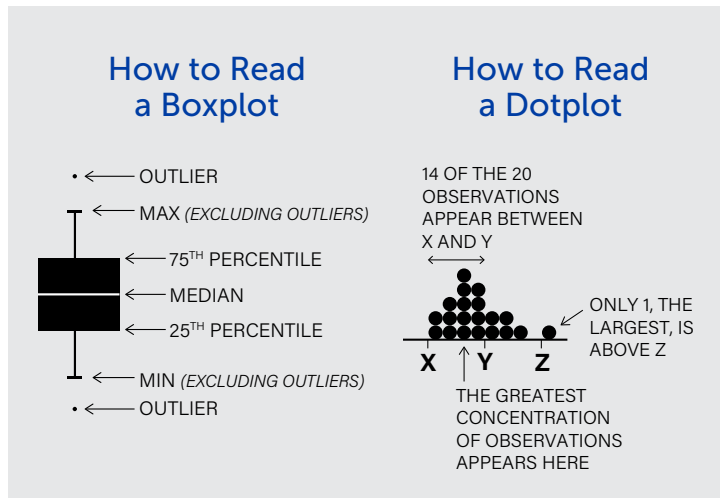 How to Read
a Boxplot
OUTLIER
MAX (EXCLUDING OUTLIERS)
75TH PERCENTILE
MEDIAN
25TH PERCENTILE
MIN (EXCLUDING OUTLIERS)
OUTLIER
How to Read
a Dotplot
14 OF THE 20
OBSERVATIONS
APPEAR BETWEEN
X AND Y
ONLY 1, THE
LARGEST, IS
ABOVE Z
X Y Z
THE GREATEST
CONCENTRATION
OF OBSERVATIONS
APPEARS HERE